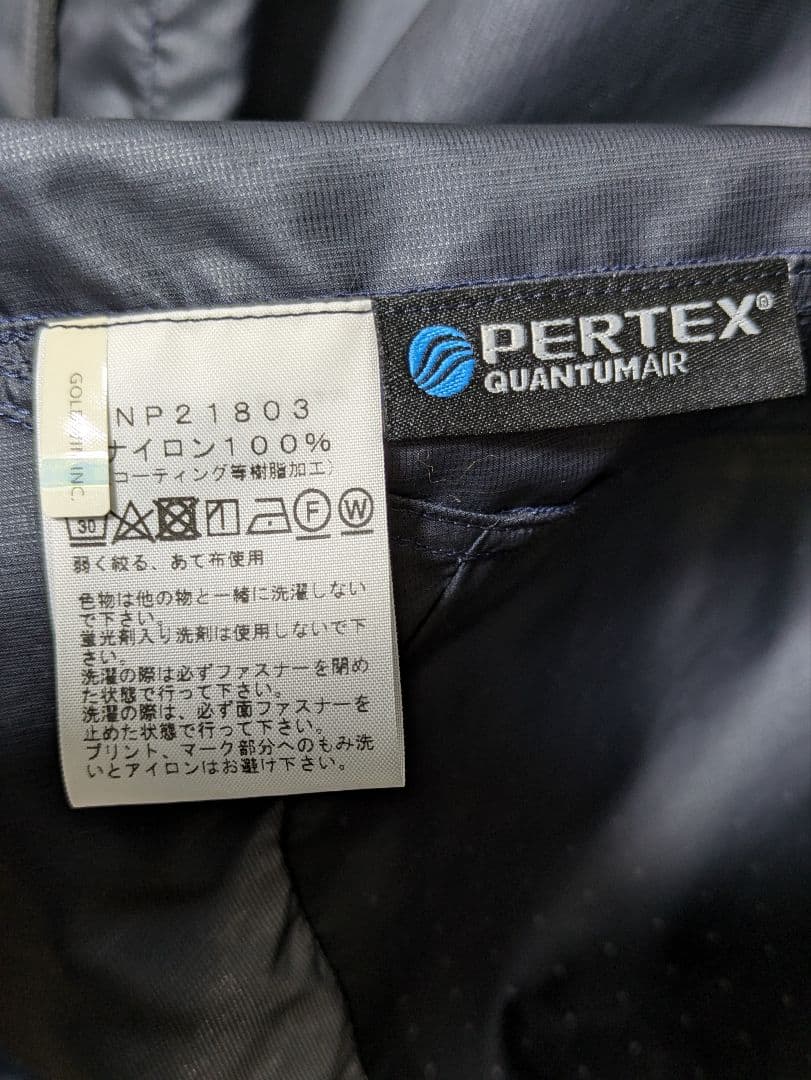 PERTEX®
QUANTUMAIR
GOLDWIN INC.
NP21803
ナイロン100%
コーティング等樹脂加工)
30 F W
弱く絞る、あて布使用
色物は他の物と一緒に洗濯しない
で下さい。
蛍光剤入り洗剤は使用しないで下
さい。
洗濯の際は必ずファスナーを閉め
た状態で行って下さい。
洗濯の際は、必ず面ファスナーを
止めた状態で行って下さい。
プリント、マーク部分へのもみ洗
いとアイロンはお避け下さい。